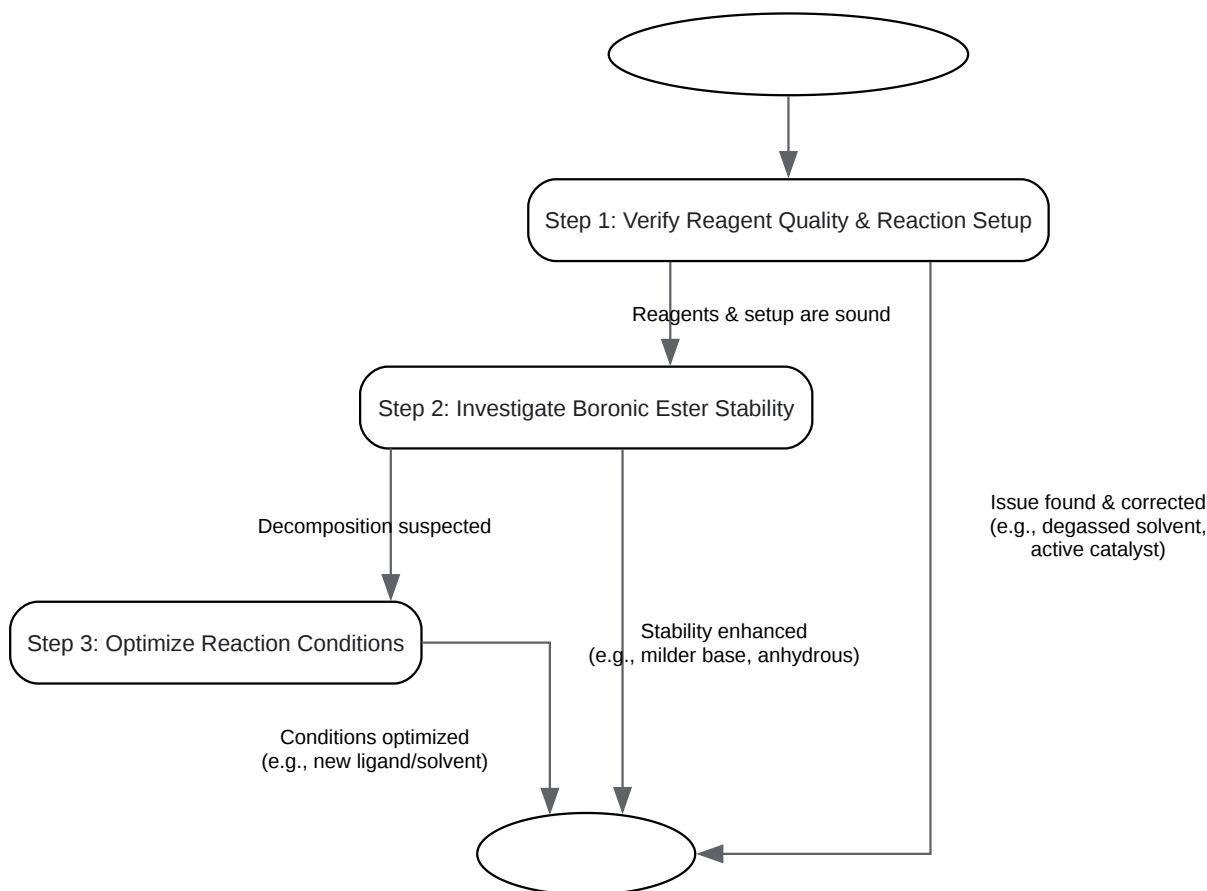 Step 1: Verify Reagent Quality & Reaction Setup
Reagents & setup are sound
Step 2: Investigate Boronic Ester Stability
Issue found & corrected
(e.g., degassed solvent,
active catalyst)
Decomposition suspected
Step 3: Optimize Reaction Conditions
Stability enhanced
(e.g., milder base, anhydrous)
Conditions optimized
(e.g., new ligand/solvent)